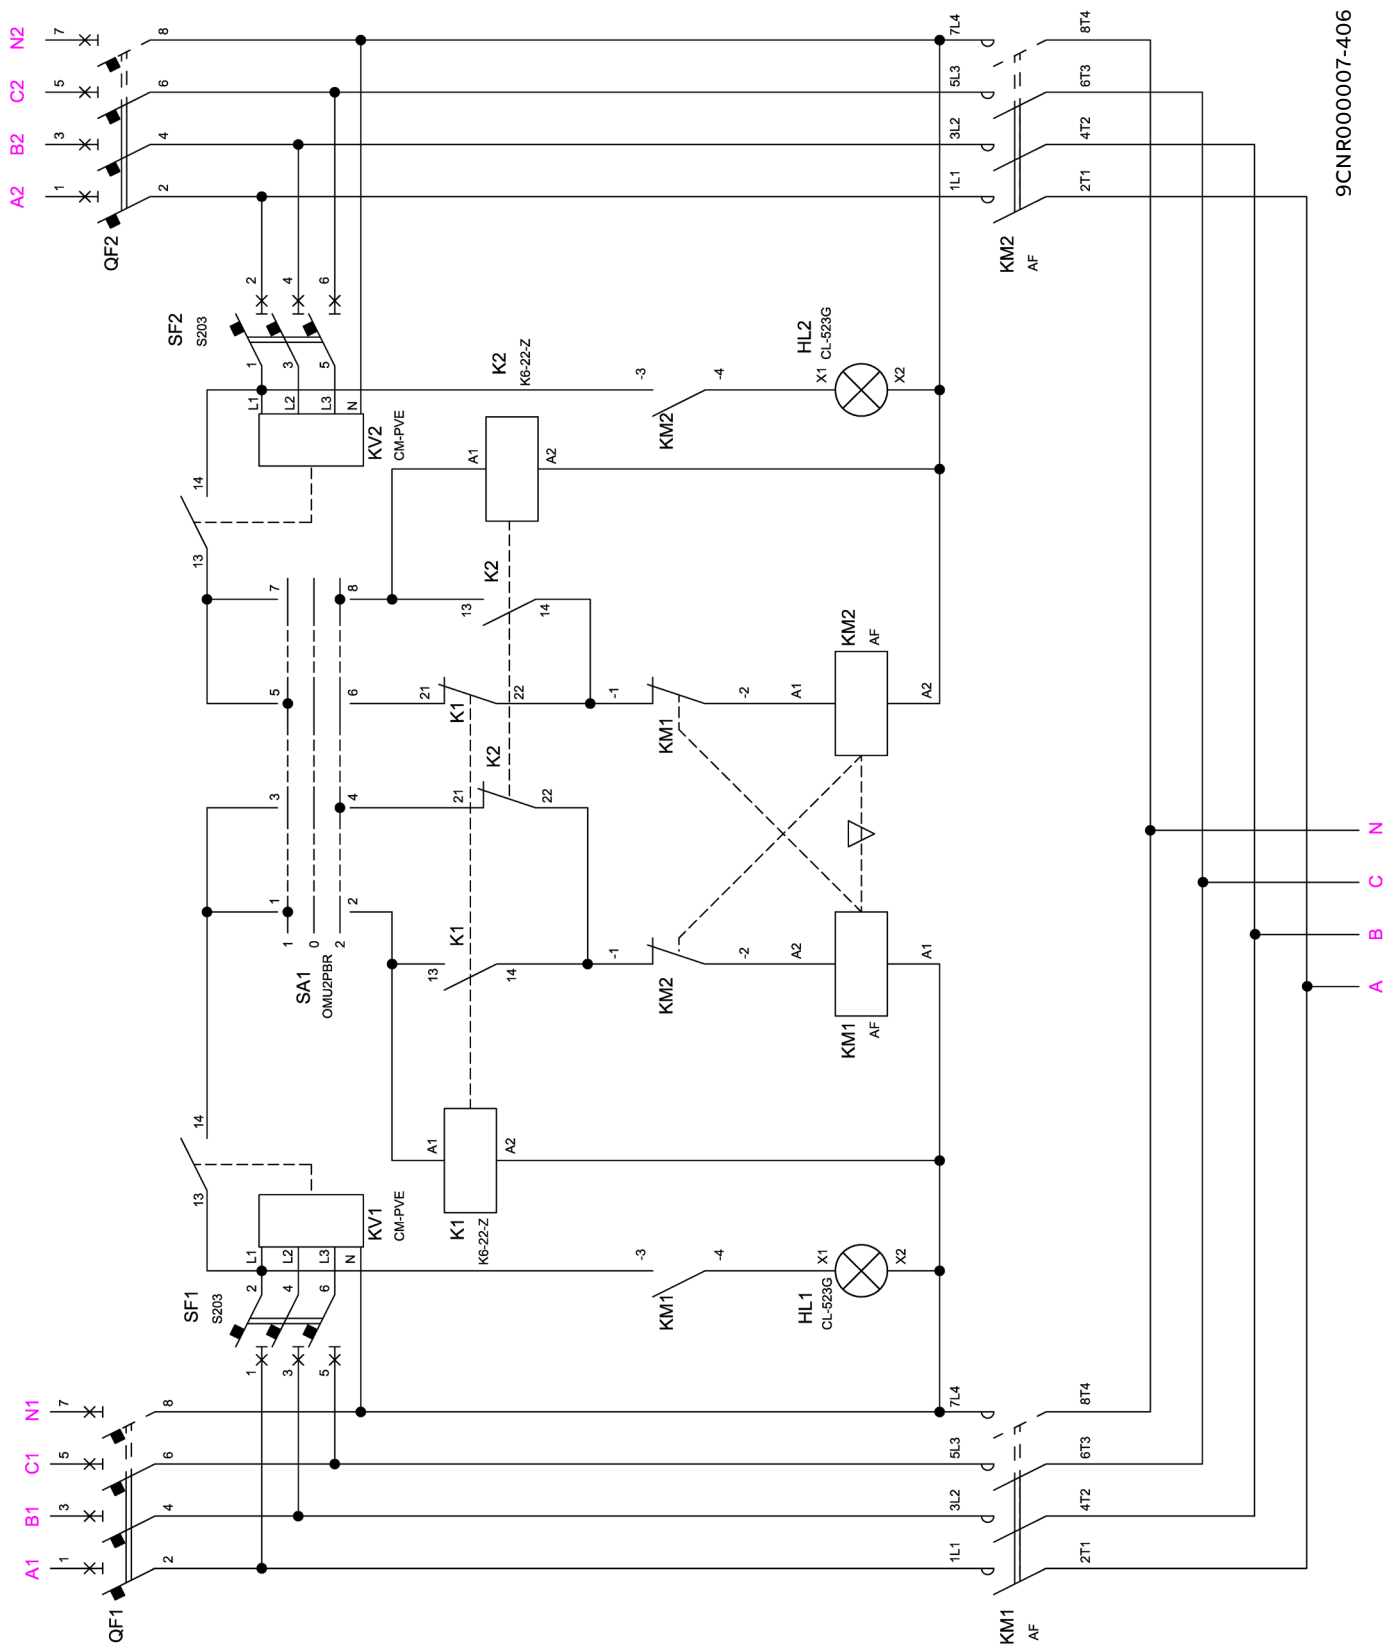 A1 B1 C1 N1 A2 B2 C2 N2
1 3 5 7 1 3 5 7
QF1 QF2
2 4 6 8 2 4 6 8
SF1
S203
SF2
S203
13 14 13 14
1 3 5
2 4 6
L1
L2
L3
N
KV1
CM-PVE
1 3 5 7
1
0
2
SA1
OMU2PBR
2 4 6 8
L1
L2
L3
N
KV2
CM-PVE
1 3 5
2 4 6
K1
K6-22-Z
A1
A2
K1
13
14
K2
21
22
K1
21
22
K2
13
14
K2
K6-22-Z
A1
A2
KM1
-3 -4
KM2
-1 -2
KM1
-1 -2
KM2
-3 -4
HL1
CL-523G
X1
X2
KM1
AF
A2
A1
KM2
AF
A1
A2
HL2
CL-523G
X1
X2
1L1 3L2 5L3 7L4 1L1 3L2 5L3 7L4
KM1
AF
KM2
AF
2T1 4T2 6T3 8T4 2T1 4T2 6T3 8T4
A B C N
9CNR000007-406